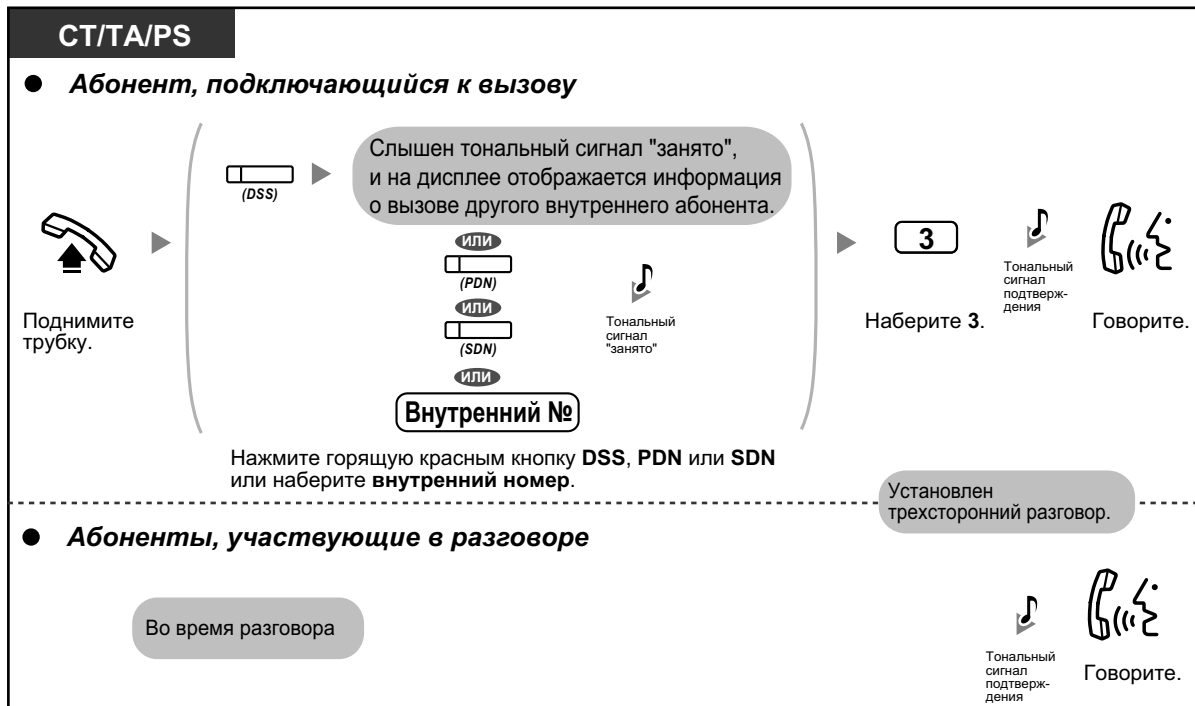 CT/TA/PS
Абонент, подключающийся к вызову
Слышен тональный сигнал "занято",
и на дисплее отображается информация
о вызове другого внутреннего абонента.
(DSS)
ИЛИ
(PDN)
ИЛИ
(SDN)
ИЛИ
Внутренний №
Тональный
сигнал
"занято"
Поднимите
трубку.
3
Наберите 3.
Тональный
сигнал
подтверж-
дения
Говорите.
Нажмите горящую красным кнопку DSS, PDN или SDN
или наберите внутренний номер.
Установлен
трехсторонний разговор.
Абоненты, участвующие в разговоре
Во время разговора
Тональный
сигнал
подтверж-
дения
Говорите.